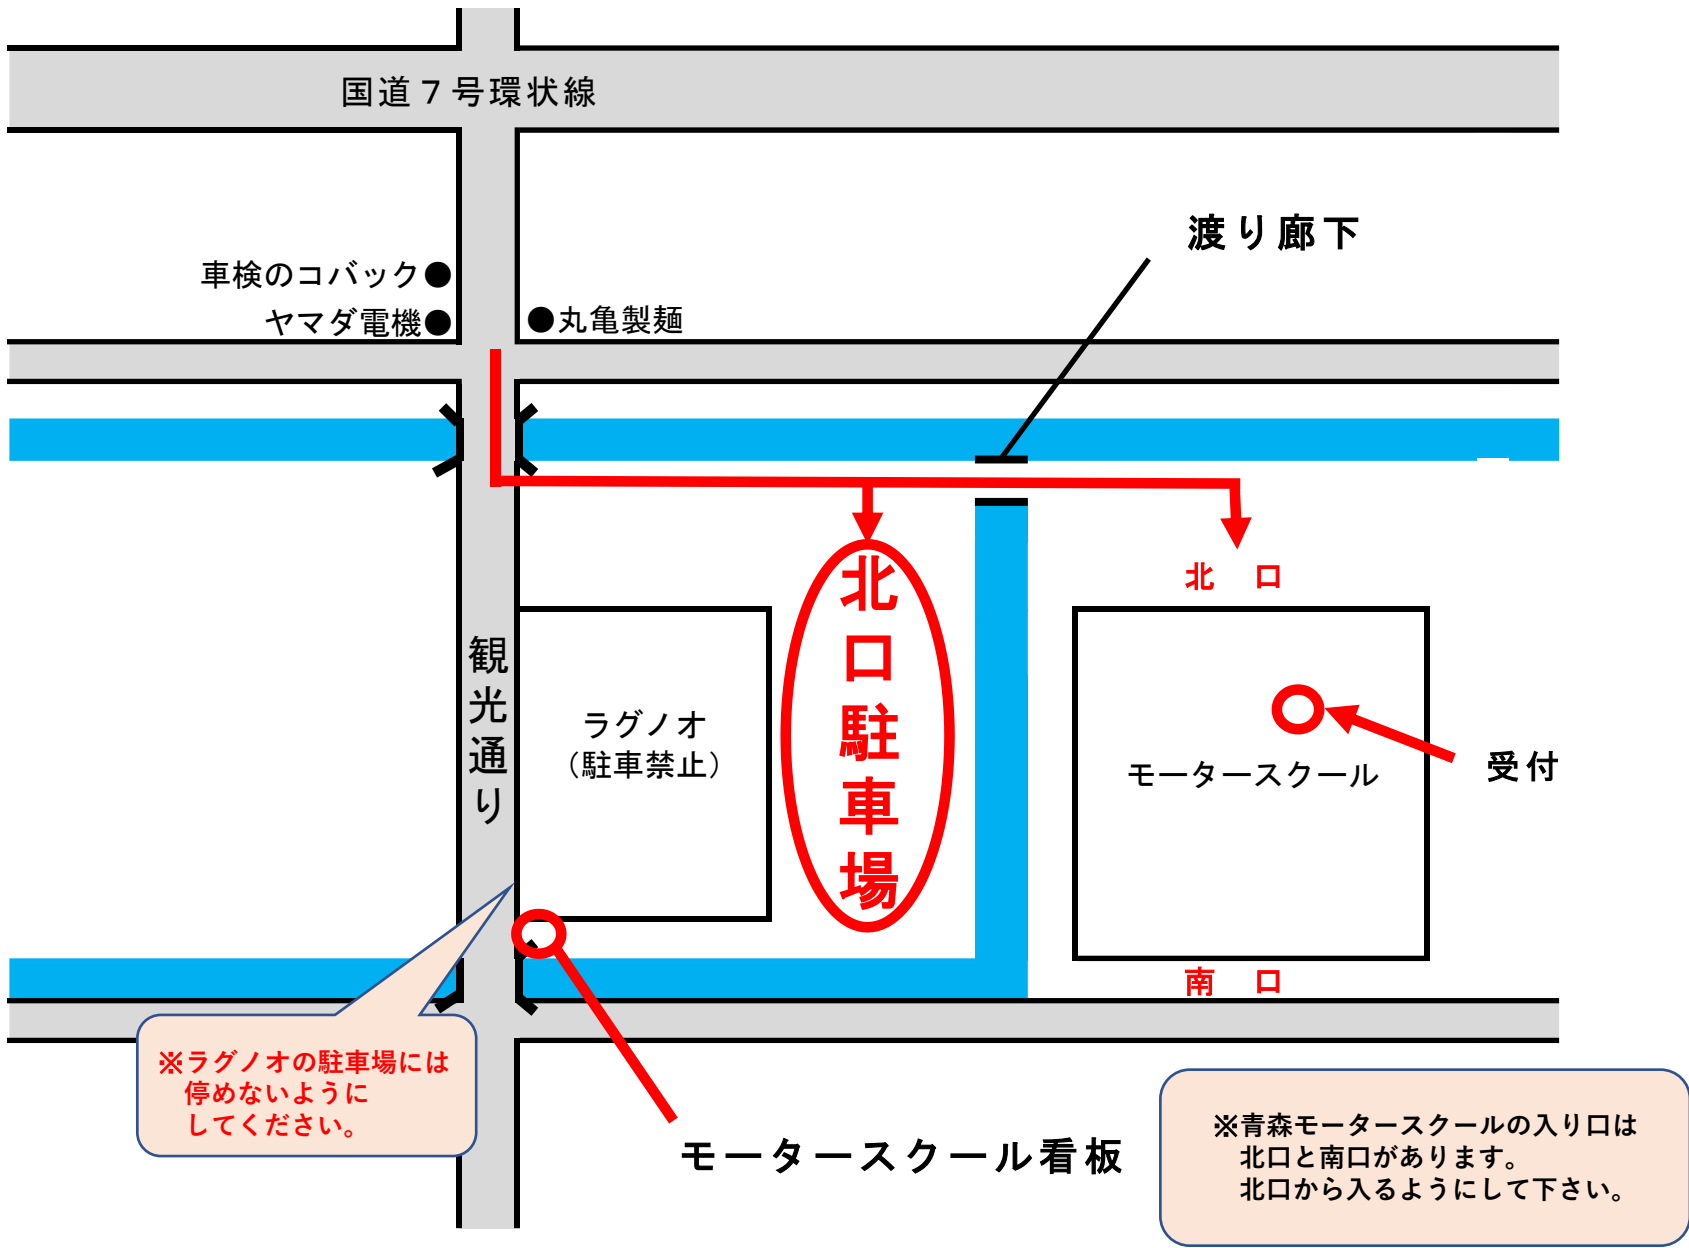 国道７号環状線
渡り廊下
車検のコバック●
ヤマダ電機●
●丸亀製麺
北口
北口駐車場
観光通り
ラグノオ
（駐車禁止）
モータースクール
受付
南口
※ラグノオの駐車場には
停めないように
してください。
モータースクール看板
※青森モータースクールの入り口は
北口と南口があります。
北口から入るようにして下さい。